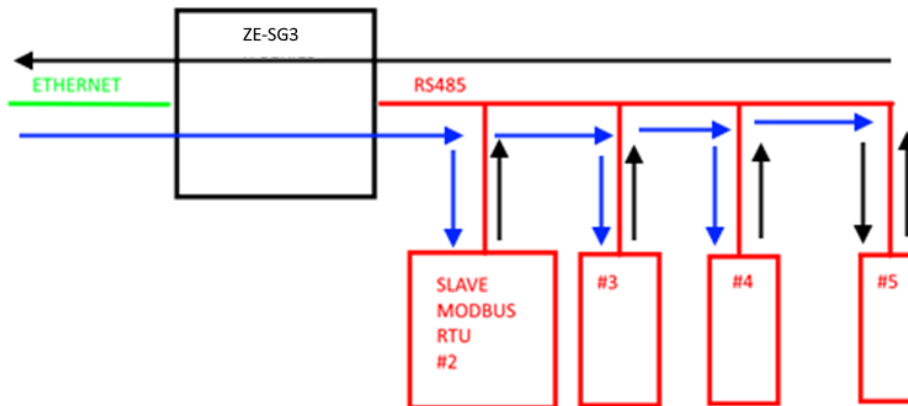 ZE-SG3
ETHERNET
RS485
SLAVE
MODBUS
RTU
#2
#3
#4
#5